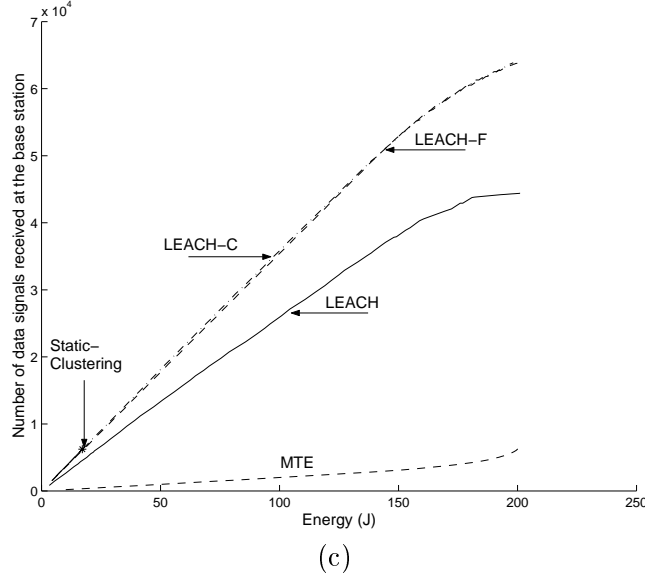 x 10⁴
7
6
5
4
3
2
1
0
0
50
100
150
200
250
Number of data signals received at the base station
Energy (J)
LEACH−F
LEACH−C
LEACH
Static−
Clustering
MTE
(c)